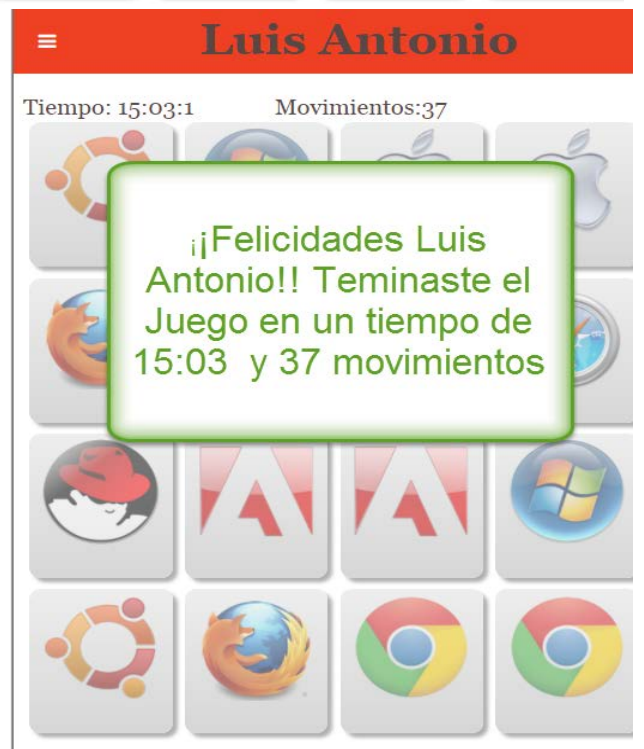 Luis Antonio
Tiempo: 15:03:1 Movimientos:37
¡¡Felicidades Luis
Antonio!! Teminaste el
Juego en un tiempo de
15:03 y 37 movimientos